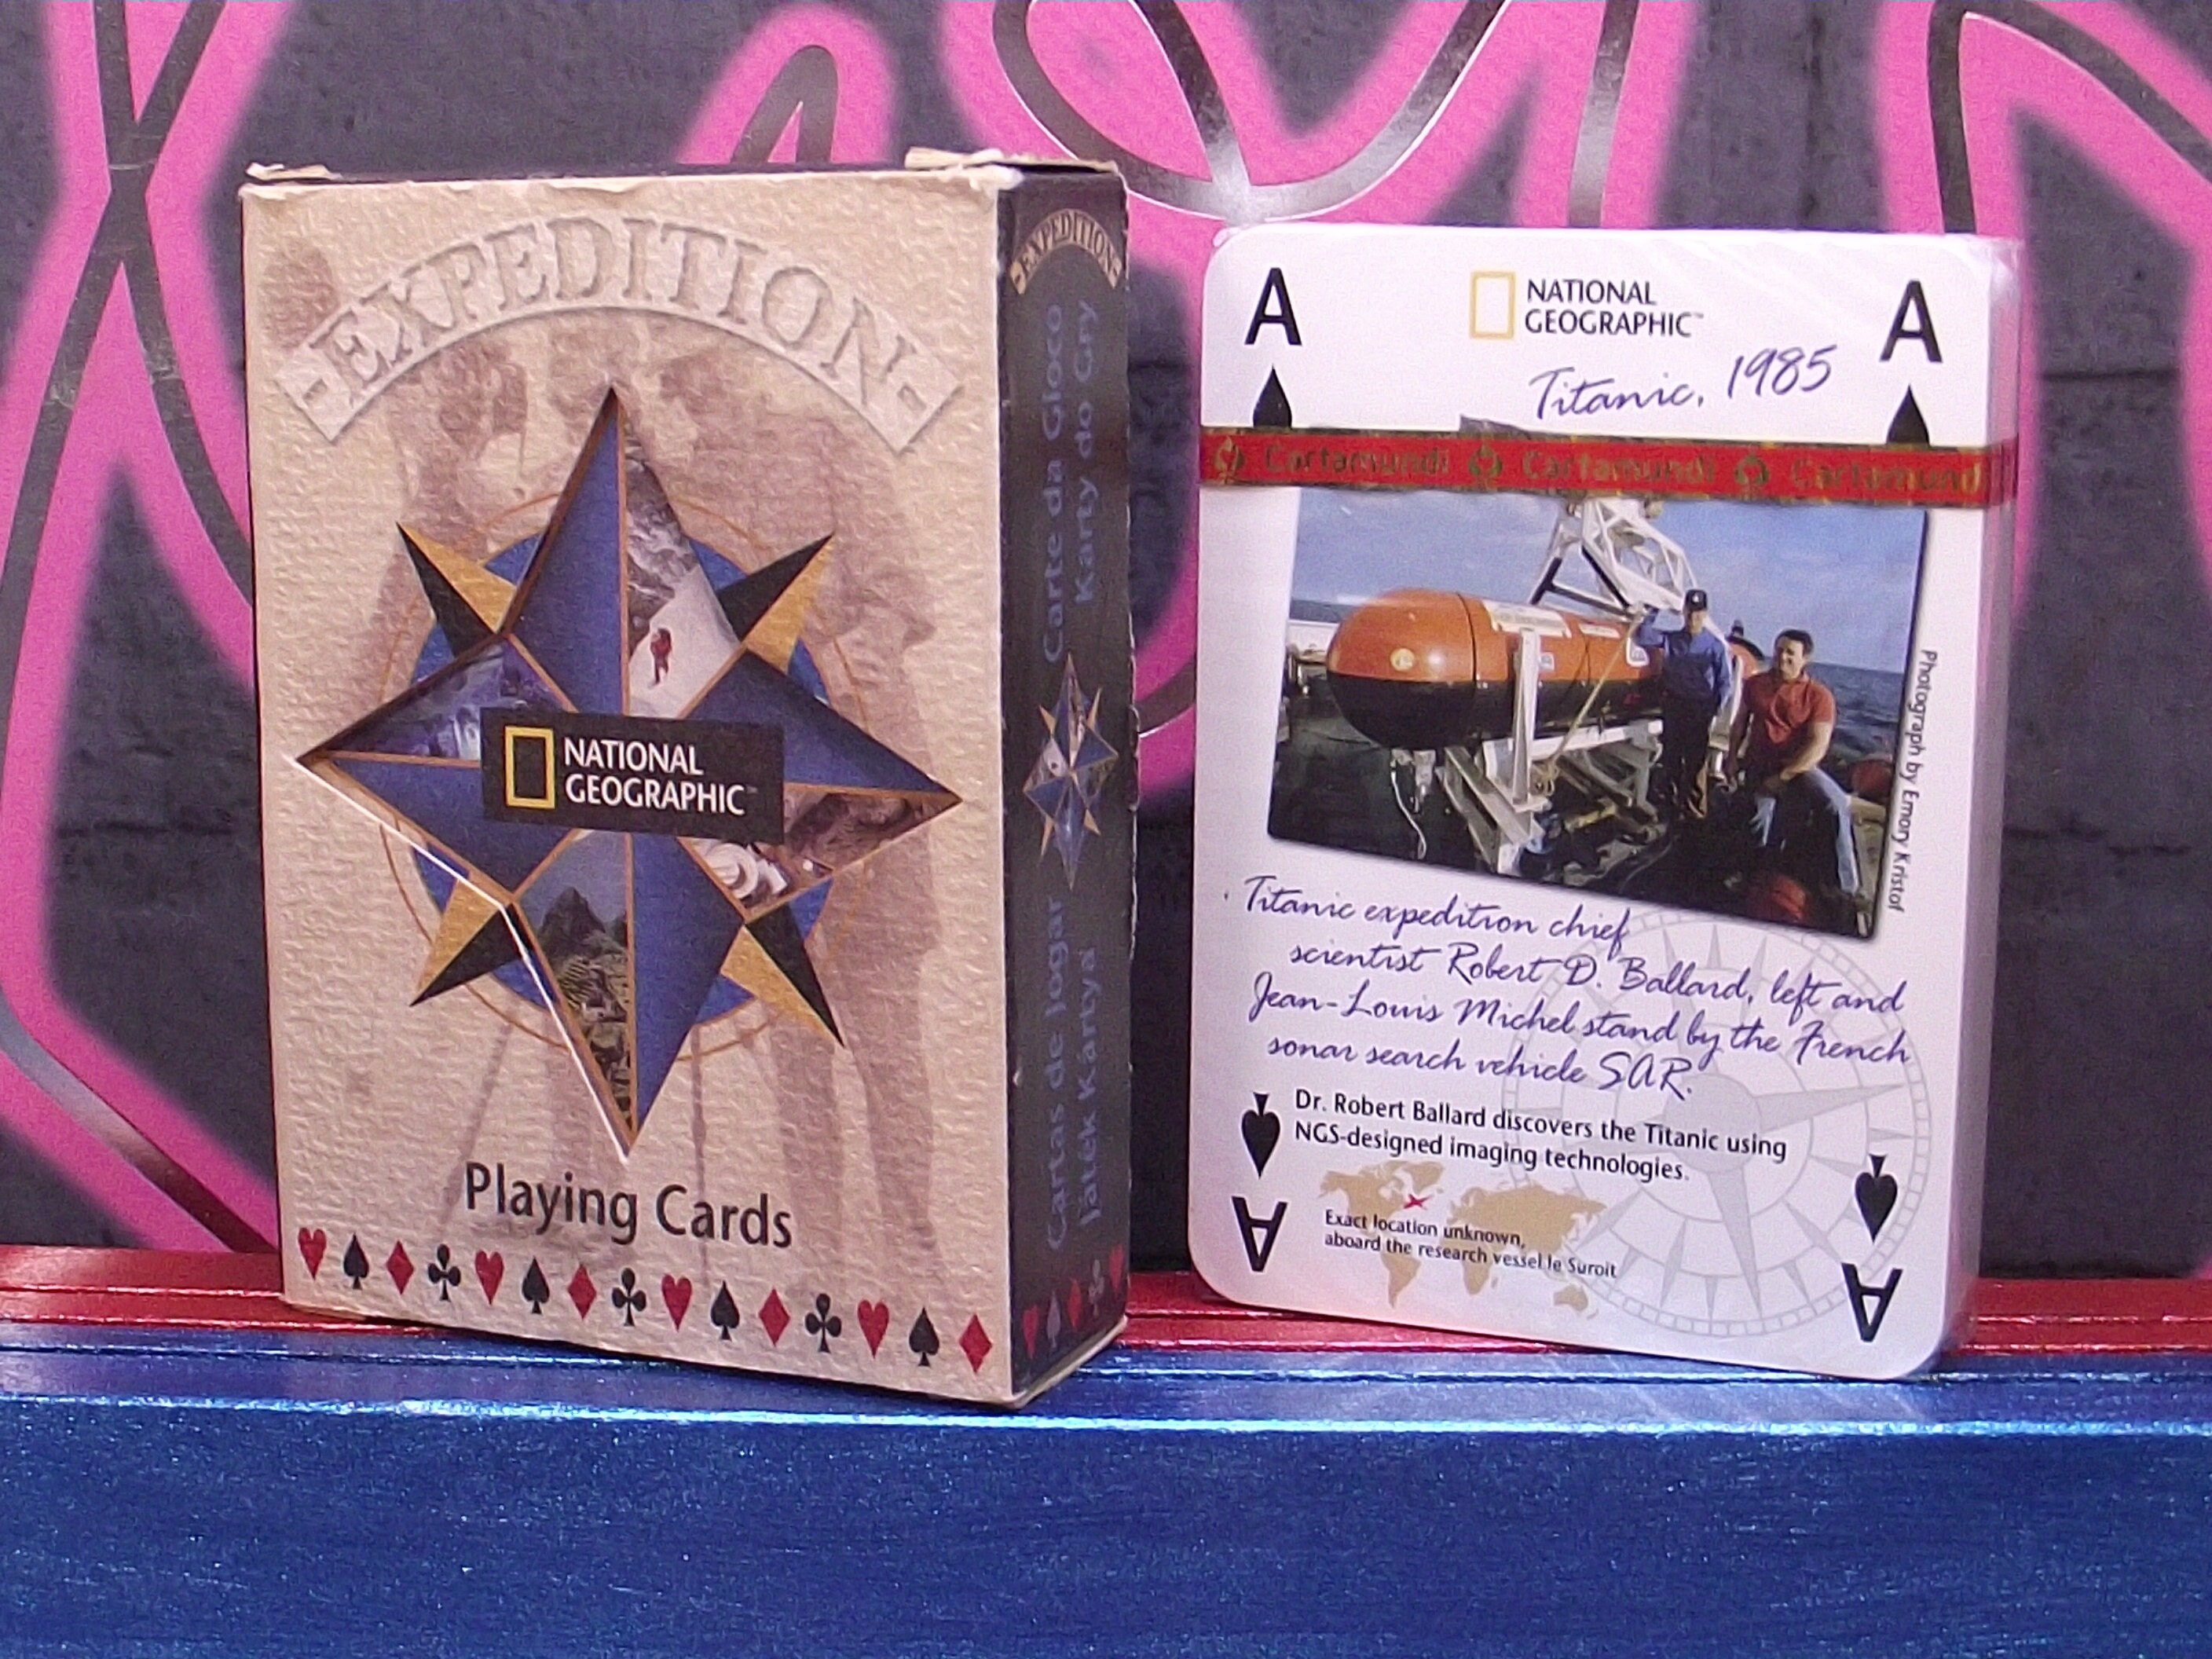 EXPEDITION
NATIONAL
GEOGRAPHIC™
Playing Cards
EXPEDITION
Carte da Gioco
Karty do Gry
Cartas de Jogar
Játék Kártya
A
A
NATIONAL
GEOGRAPHIC™
Titanic, 1985
Cartamundi Cartamundi Cartamund
Photograph by Emory Kristof
Titanic expedition chief
scientist Robert D. Ballard, left and
Jean-Louis Michel stand by the French
sonar search vehicle SAR.
Dr. Robert Ballard discovers the Titanic using
NGS-designed imaging technologies.
Exact location unknown,
aboard the research vessel le Suroit
A
A